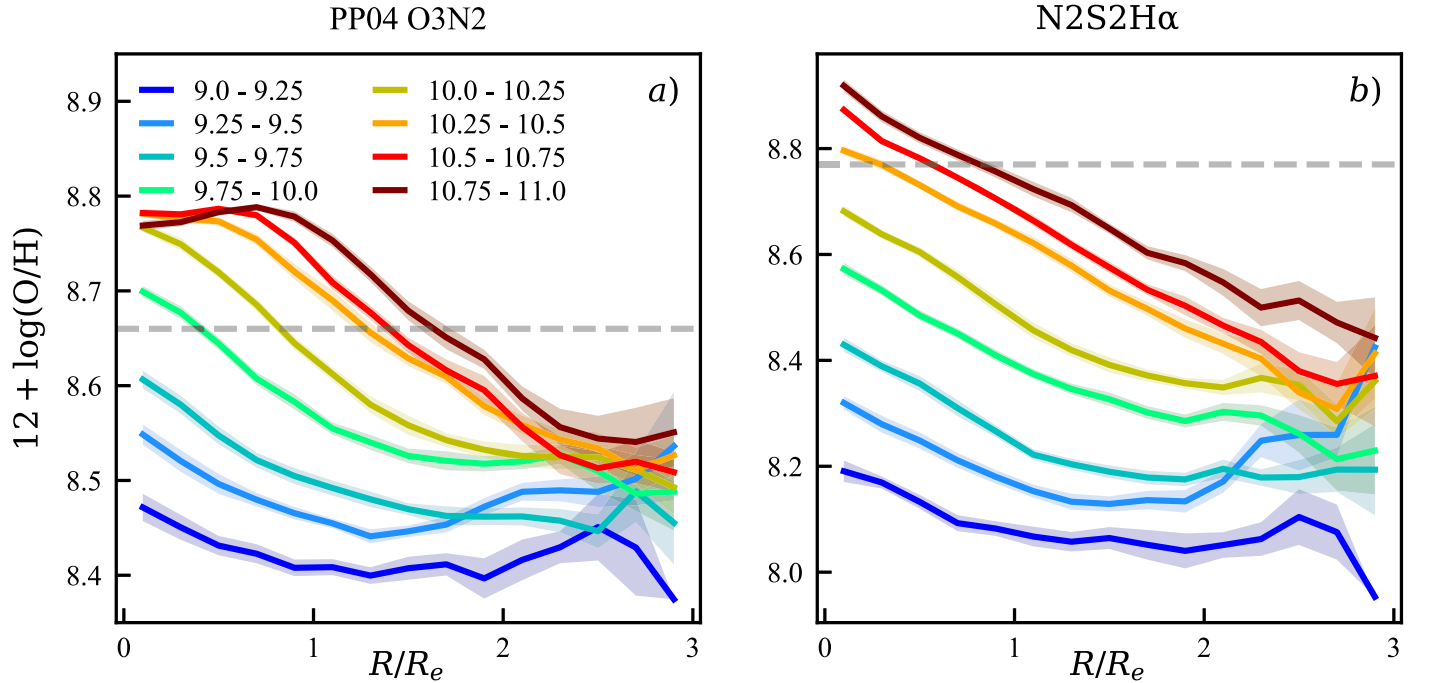 PP04 O3N2
N2S2Hα
12 + log(O/H)
8.9
8.8
8.7
8.6
8.5
8.4
9.0 - 9.25
9.25 - 9.5
9.5 - 9.75
9.75 - 10.0
10.0 - 10.25
10.25 - 10.5
10.5 - 10.75
10.75 - 11.0
a)
0 1 2 3
R/Re
8.8
8.6
8.4
8.2
8.0
b)
0 1 2 3
R/Re